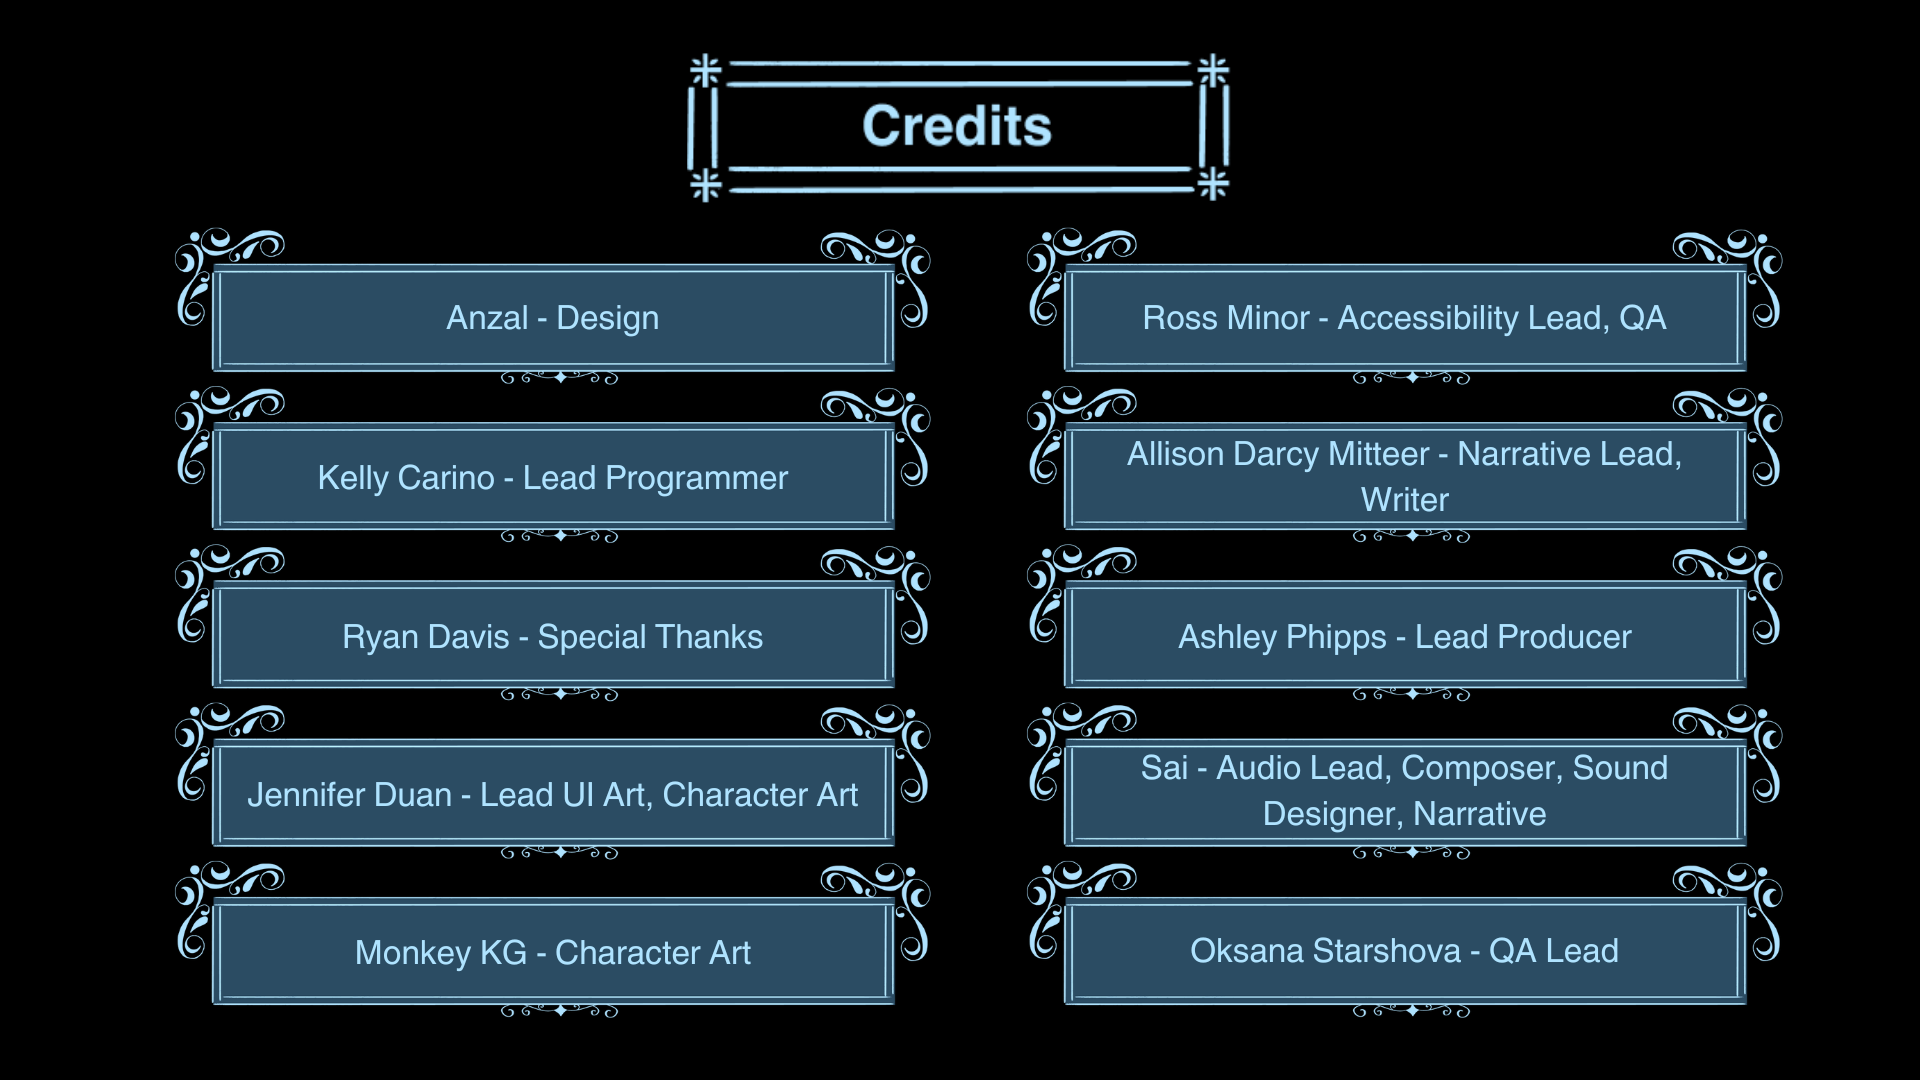 Credits
Anzal - Design
Ross Minor - Accessibility Lead, QA
Kelly Carino - Lead Programmer
Allison Darcy Mitteer - Narrative Lead,
Writer
Ryan Davis - Special Thanks
Ashley Phipps - Lead Producer
Jennifer Duan - Lead UI Art, Character Art
Sai - Audio Lead, Composer, Sound
Designer, Narrative
Monkey KG - Character Art
Oksana Starshova - QA Lead